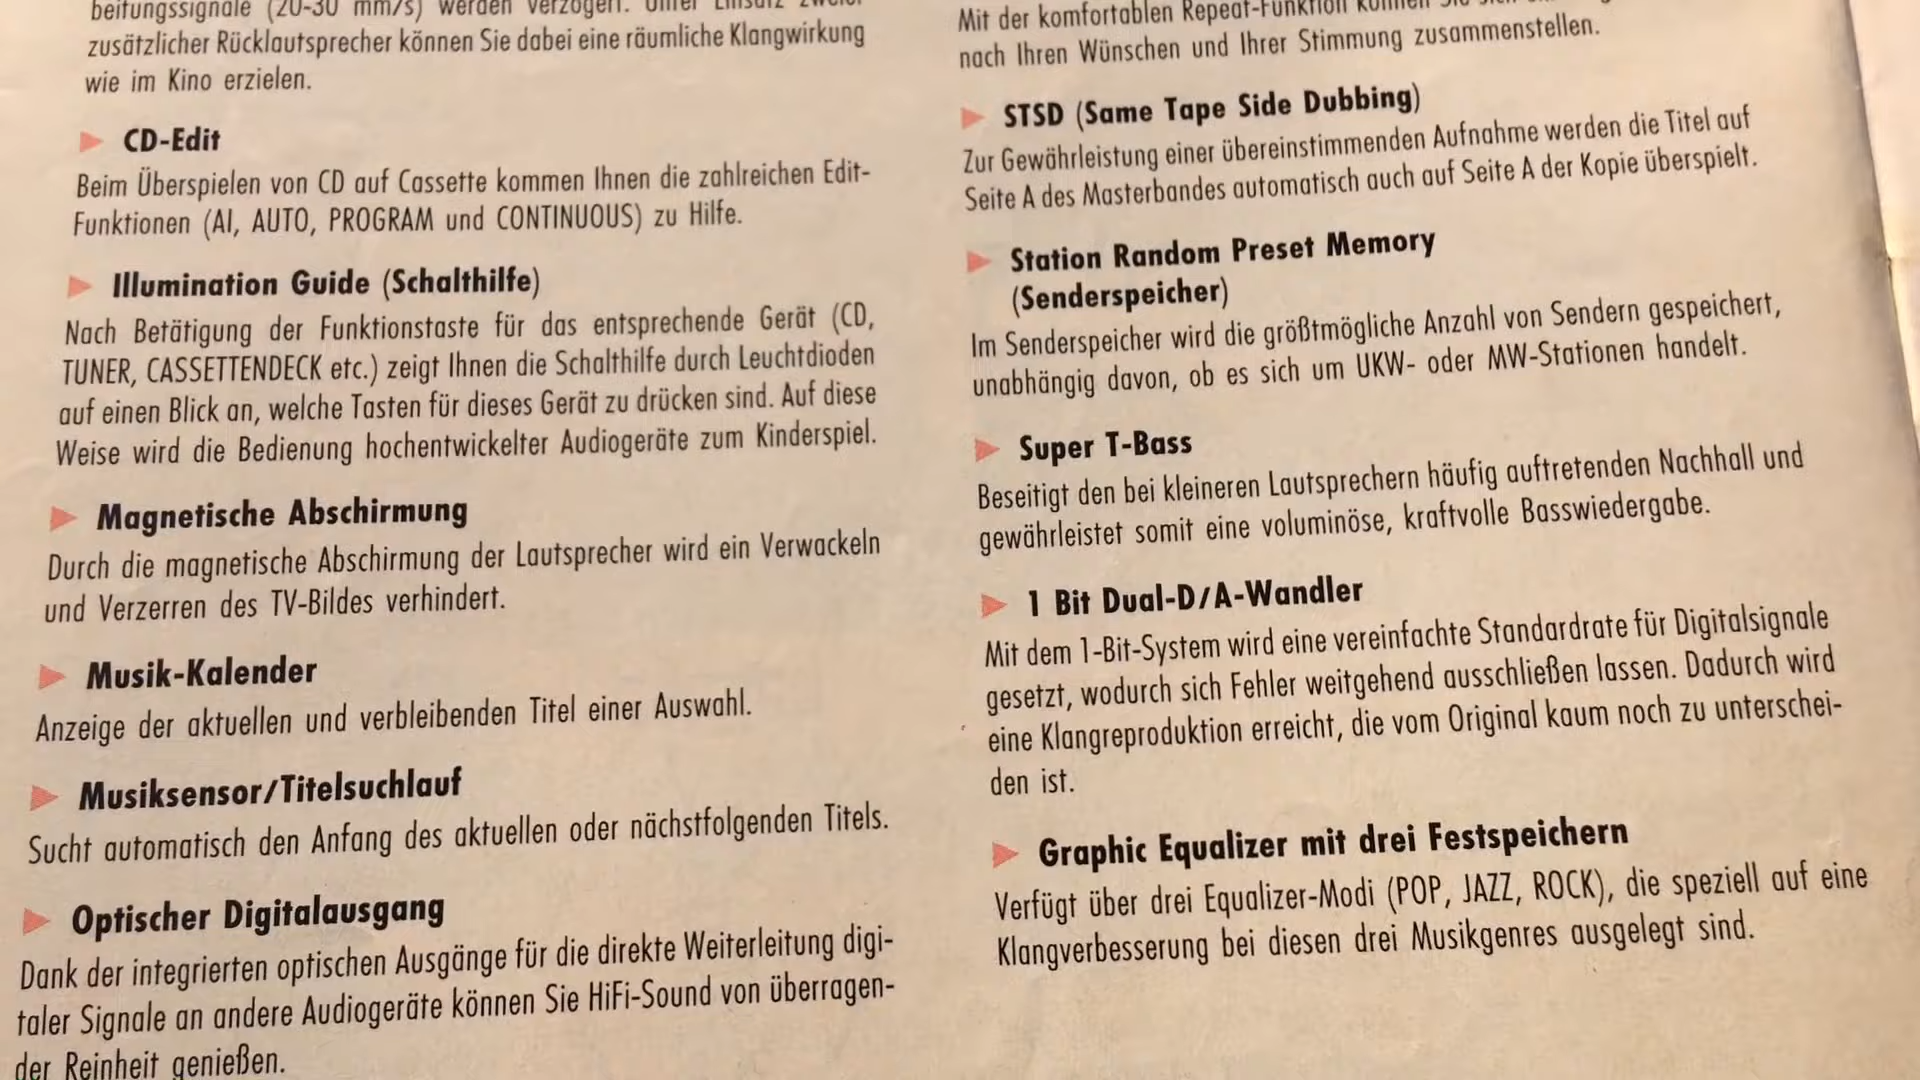 beitungssignale (20-30 mm/s) werden verzögert. Unter Einsatz zweier
zusätzlicher Rücklautsprecher können Sie dabei eine räumliche Klangwirkung
wie im Kino erzielen.
CD-Edit
Beim Überspielen von CD auf Cassette kommen Ihnen die zahlreichen Edit-
Funktionen (AI, AUTO, PROGRAM und CONTINUOUS) zu Hilfe.
Illumination Guide (Schalthilfe)
Nach Betätigung der Funktionstaste für das entsprechende Gerät (CD,
TUNER, CASSETTENDECK etc.) zeigt Ihnen die Schalthilfe durch Leuchtdioden
auf einen Blick an, welche Tasten für dieses Gerät zu drücken sind. Auf diese
Weise wird die Bedienung hochentwickelter Audiogeräte zum Kinderspiel.
Magnetische Abschirmung
Durch die magnetische Abschirmung der Lautsprecher wird ein Verwackeln
und Verzerren des TV-Bildes verhindert.
Musik-Kalender
Anzeige der aktuellen und verbleibenden Titel einer Auswahl.
Musiksensor/Titelsuchlauf
Sucht automatisch den Anfang des aktuellen oder nächstfolgenden Titels.
Optischer Digitalausgang
Dank der integrierten optischen Ausgänge für die direkte Weiterleitung digi-
taler Signale an andere Audiogeräte können Sie HiFi-Sound von überragen-
der Reinheit genießen.
Mit der komfortablen Repeat-Funktion können Sie sich
nach Ihren Wünschen und Ihrer Stimmung zusammenstellen.
STSD (Same Tape Side Dubbing)
Zur Gewährleistung einer übereinstimmenden Aufnahme werden die Titel auf
Seite A des Masterbandes automatisch auch auf Seite A der Kopie überspielt.
Station Random Preset Memory
(Senderspeicher)
Im Senderspeicher wird die größtmögliche Anzahl von Sendern gespeichert,
unabhängig davon, ob es sich um UKW- oder MW-Stationen handelt.
Super T-Bass
Beseitigt den bei kleineren Lautsprechern häufig auftretenden Nachhall und
gewährleistet somit eine voluminöse, kraftvolle Basswiedergabe.
1 Bit Dual-D/A-Wandler
Mit dem 1-Bit-System wird eine vereinfachte Standardrate für Digitalsignale
gesetzt, wodurch sich Fehler weitgehend ausschließen lassen. Dadurch wird
eine Klangreproduktion erreicht, die vom Original kaum noch zu unterschei-
den ist.
Graphic Equalizer mit drei Festspeichern
Verfügt über drei Equalizer-Modi (POP, JAZZ, ROCK), die speziell auf eine
Klangverbesserung bei diesen drei Musikgenres ausgelegt sind.